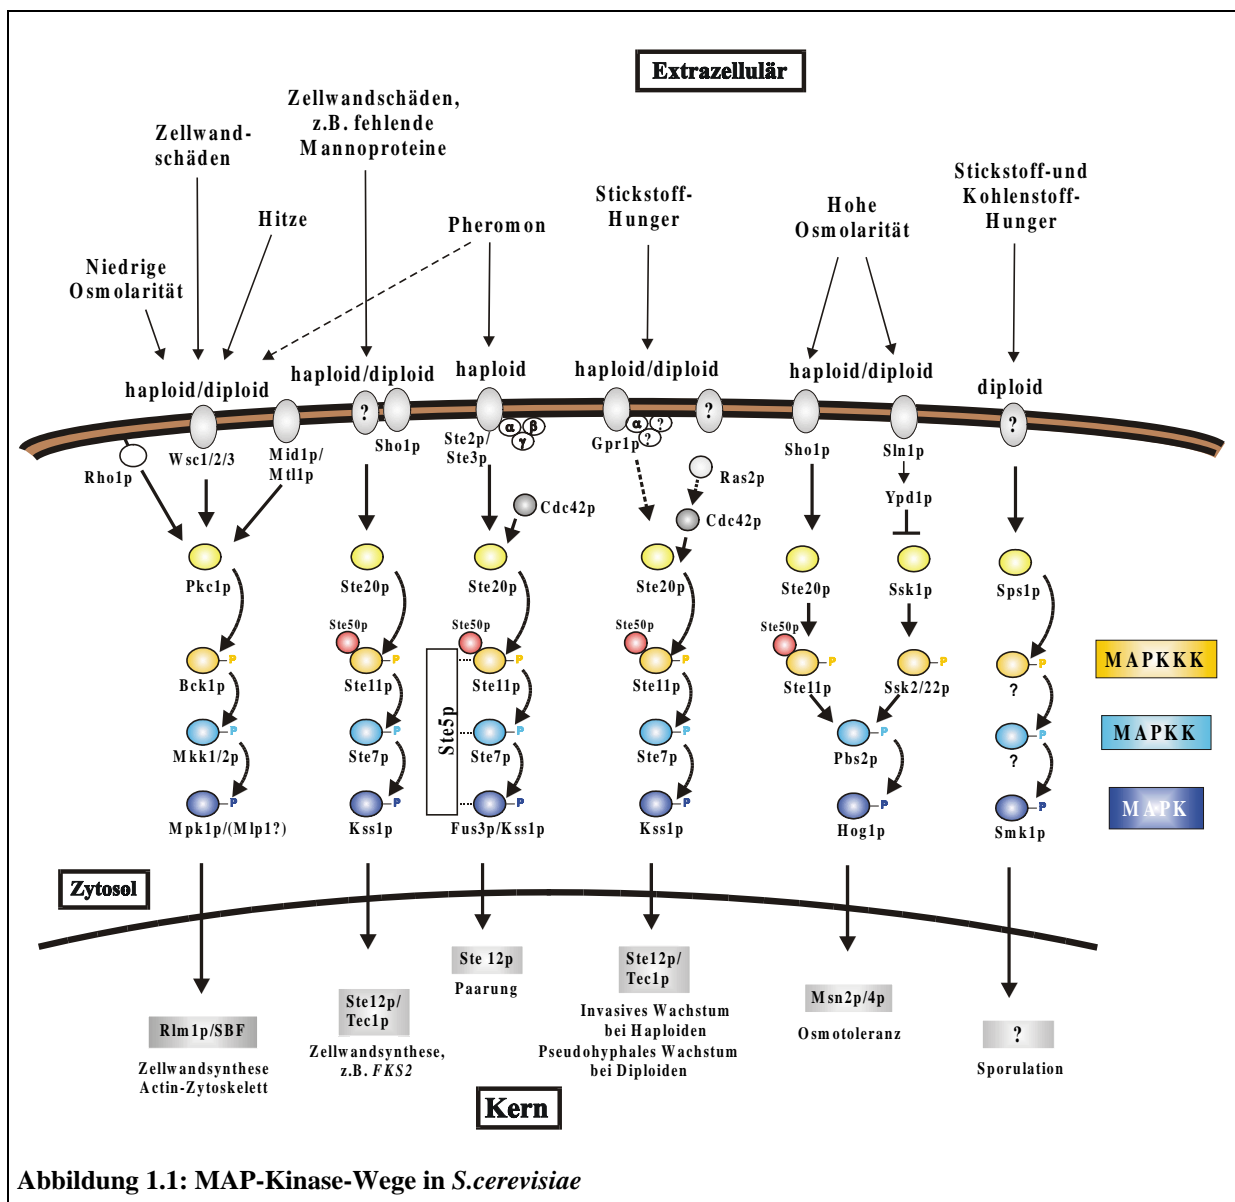 Extrazellulär
Zellwandschäden,
z.B. fehlende
Mannoproteine
Zellwand-
schäden
Stickstoff-und
Kohlenstoff-
Hunger
Stickstoff-
Hunger
Hohe
Osmolarität
Hitze
Pheromon
Niedrige
Osmolarität
haploid/diploid
haploid/diploid
haploid
haploid/diploid
haploid/diploid
diploid
?
α
β
γ
α
?
?
?
?
Rho1p
Wsc1/2/3
Mid1p/
Mtl1p
Sho1p
Ste2p/
Ste3p
Gpr1p
Ras2p
Sho1p
Sln1p
Ypd1p
Cdc42p
Cdc42p
Pkc1p
Ste20p
Ste20p
Ste20p
Ste20p
Ssk1p
Sps1p
Ste50p
Ste50p
Ste50p
Ste50p
P
P
P
P
P
P
P
Bck1p
Ste11p
Ste11p
Ste11p
Ste11p
Ssk2/22p
?
MAPKKK
Ste5p
P
P
P
P
P
P
Mkk1/2p
Ste7p
Ste7p
Ste7p
Pbs2p
?
MAPKK
P
P
P
P
P
P
Mpk1p/(Mlp1?)
Kss1p
Fus3p/Kss1p
Kss1p
Hog1p
Smk1p
MAPK
Zytosol
Rlm1p/SBF
Zellwandsynthese
Actin-Zytoskelett
Ste12p/
Tec1p
Zellwandsynthese,
z.B. FKS2
Ste 12p
Paarung
Ste12p/
Tec1p
Invasives Wachstum
bei Haploiden
Pseudohyphales Wachstum
bei Diploiden
Msn2p/4p
Osmotoleranz
?
Sporulation
Kern
Abbildung 1.1: MAP-Kinase-Wege in S.cerevisiae